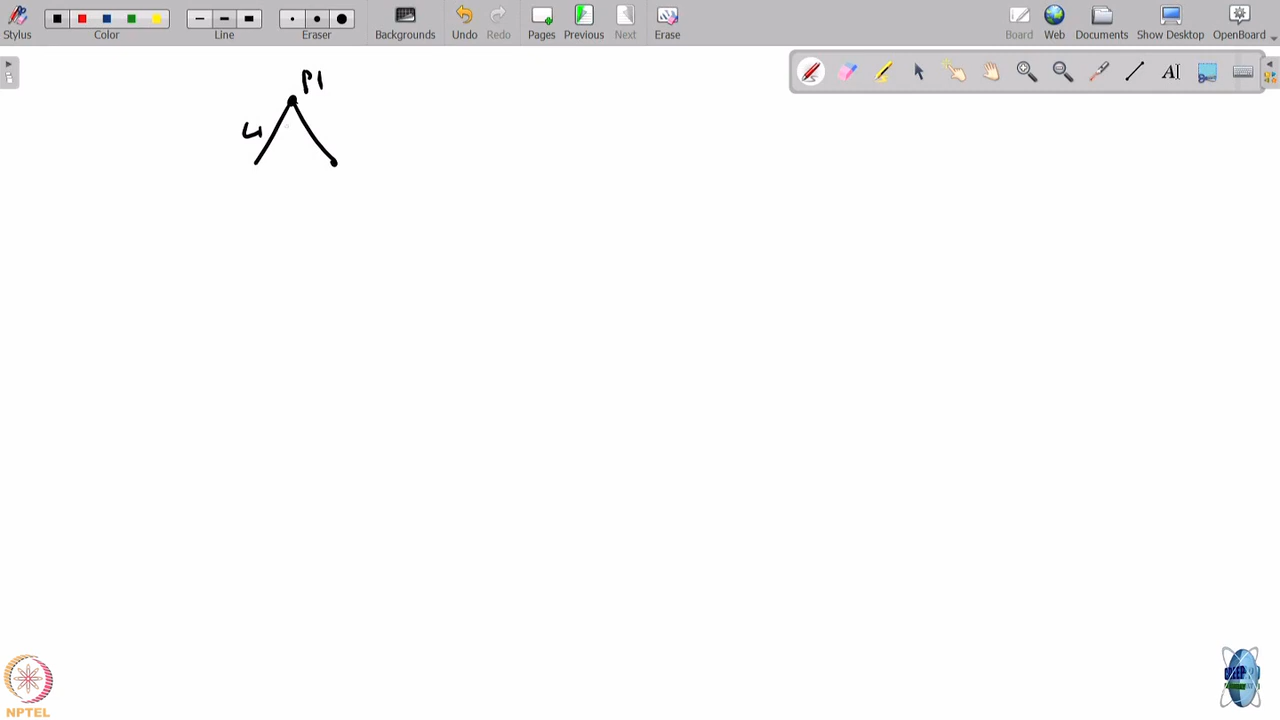 Stylus Color Line Eraser Backgrounds Undo Redo Pages Previous Next Erase Board Web Documents Show Desktop OpenBoard
P1
AI
NPTEL